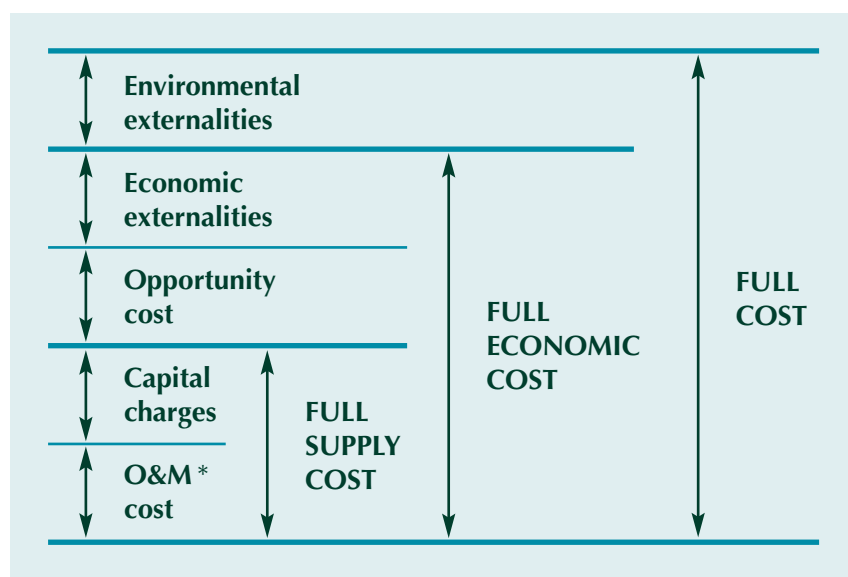 Environmental
externalities
Economic
externalities
Opportunity
cost
FULL
COST
FULL
ECONOMIC
COST
Capital
charges
FULL
SUPPLY
COST
O&M *
cost